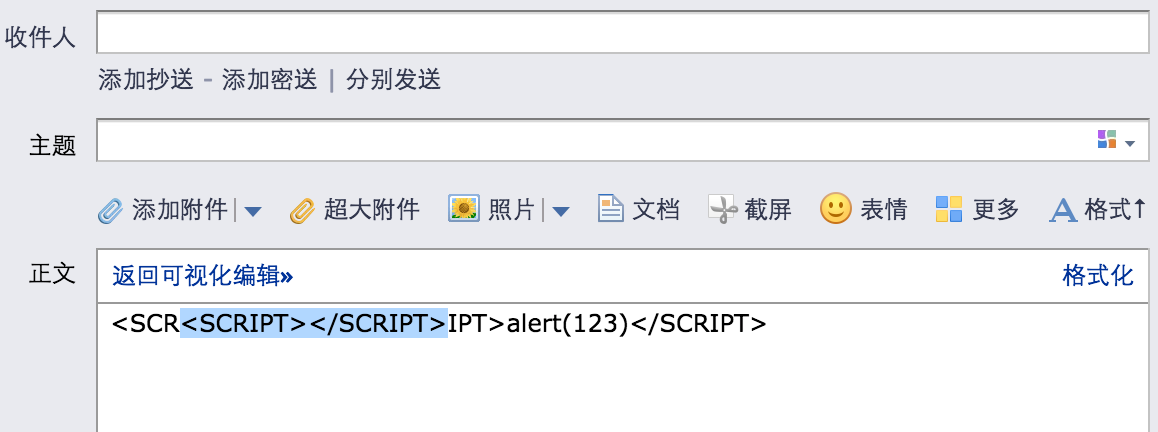 收件人
添加抄送 - 添加密送 | 分别发送
主题
添加附件 | 超大附件 照片 | 文档 截屏 表情 更多 格式↑
正文 返回可视化编辑» 格式化
<SCR<SCRIPT></SCRIPT>IPT>alert(123)</SCRIPT>